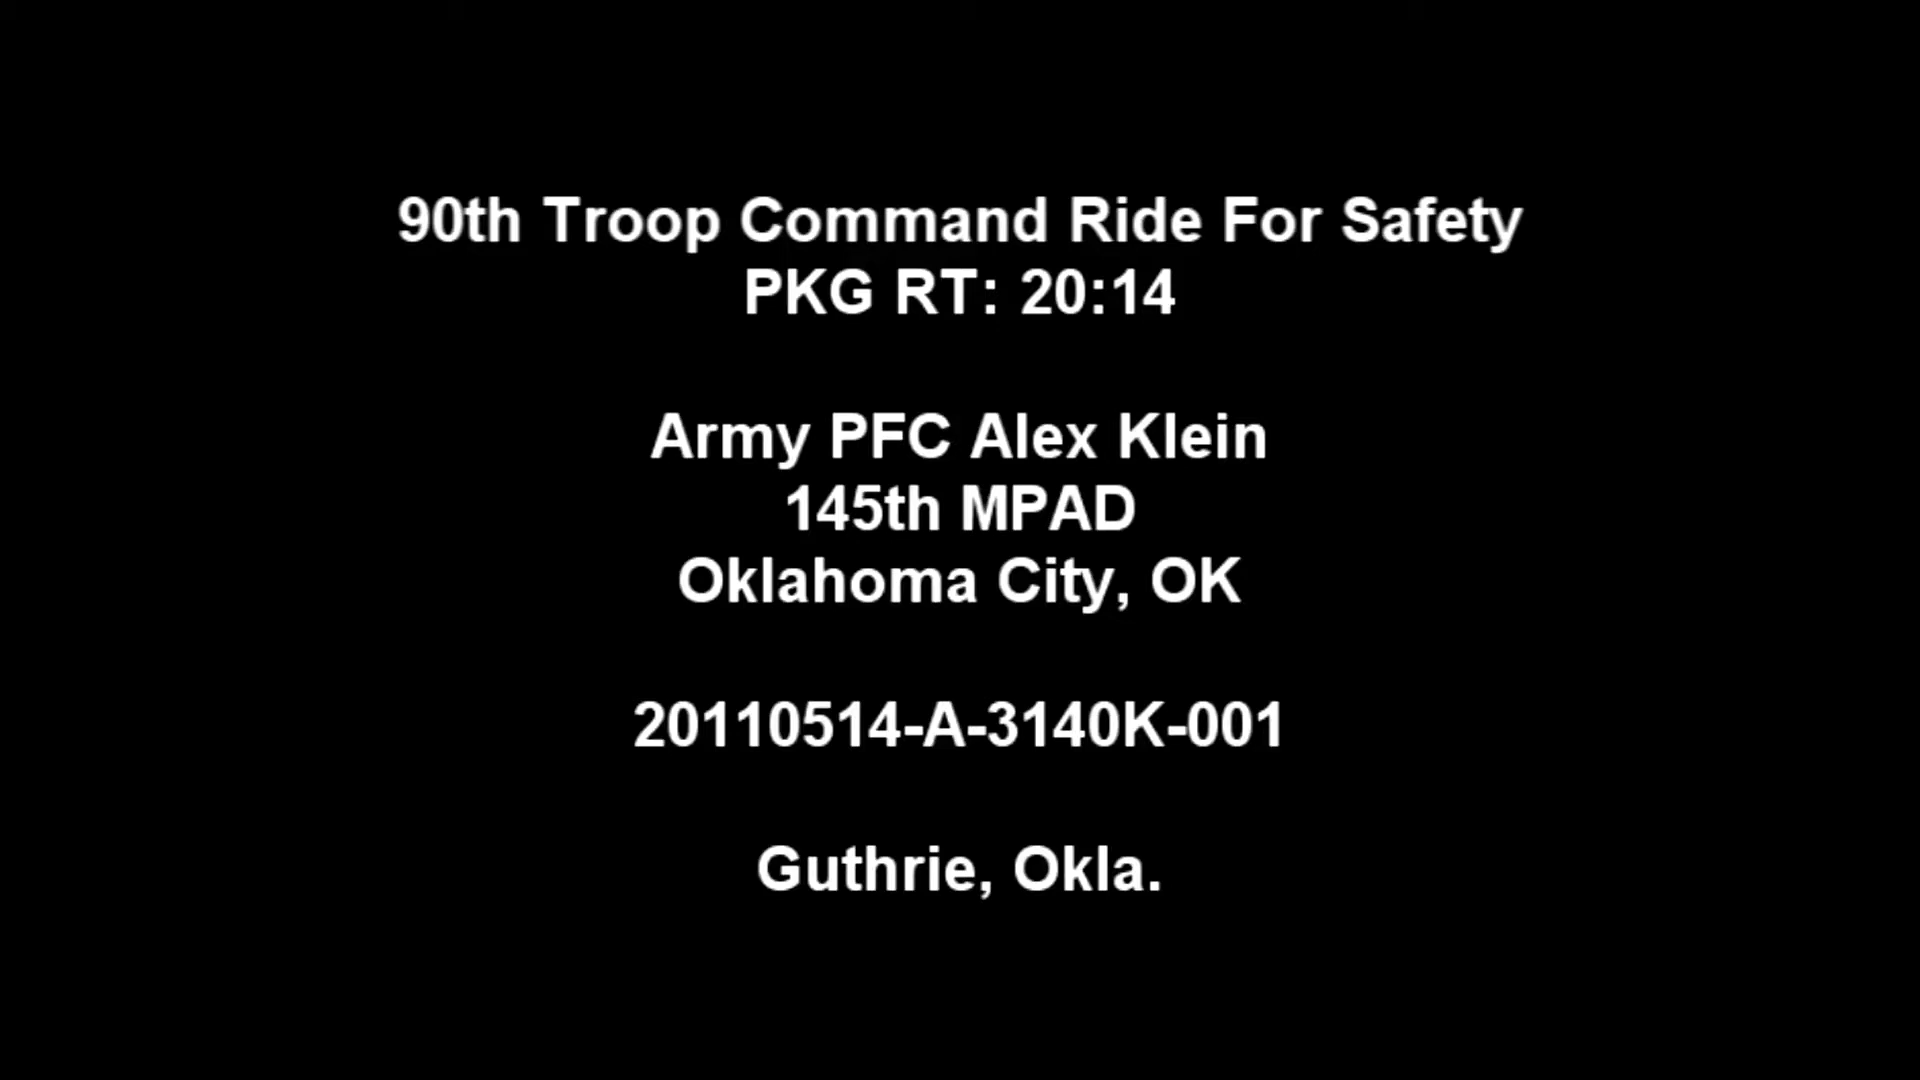 90th Troop Command Ride For Safety
PKG RT: 20:14
Army PFC Alex Klein
145th MPAD
Oklahoma City, OK
20110514-A-3140K-001
Guthrie, Okla.